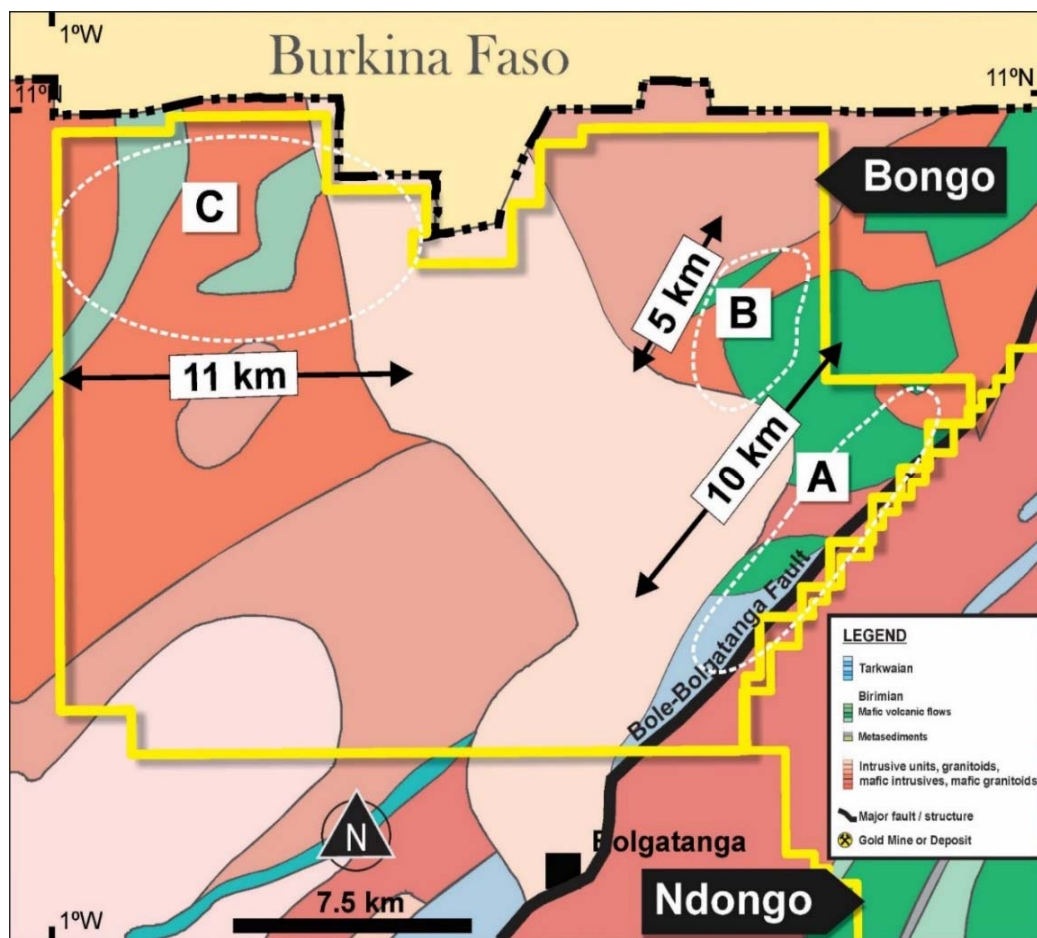 1ºW
Burkina Faso
11ºN
11ºN
Bongo
C
5 km
B
11 km
10 km
A
Bole-Bolgatanga Fault
LEGEND
Tarkwaian
Birimian
Mafic volcanic flows
Metasediments
Intrusive units, granitoids,
mafic intrusives, mafic granitoids
Major fault / structure
Gold Mine or Deposit
N
Bolgatanga
7.5 km
Ndongo
1ºW